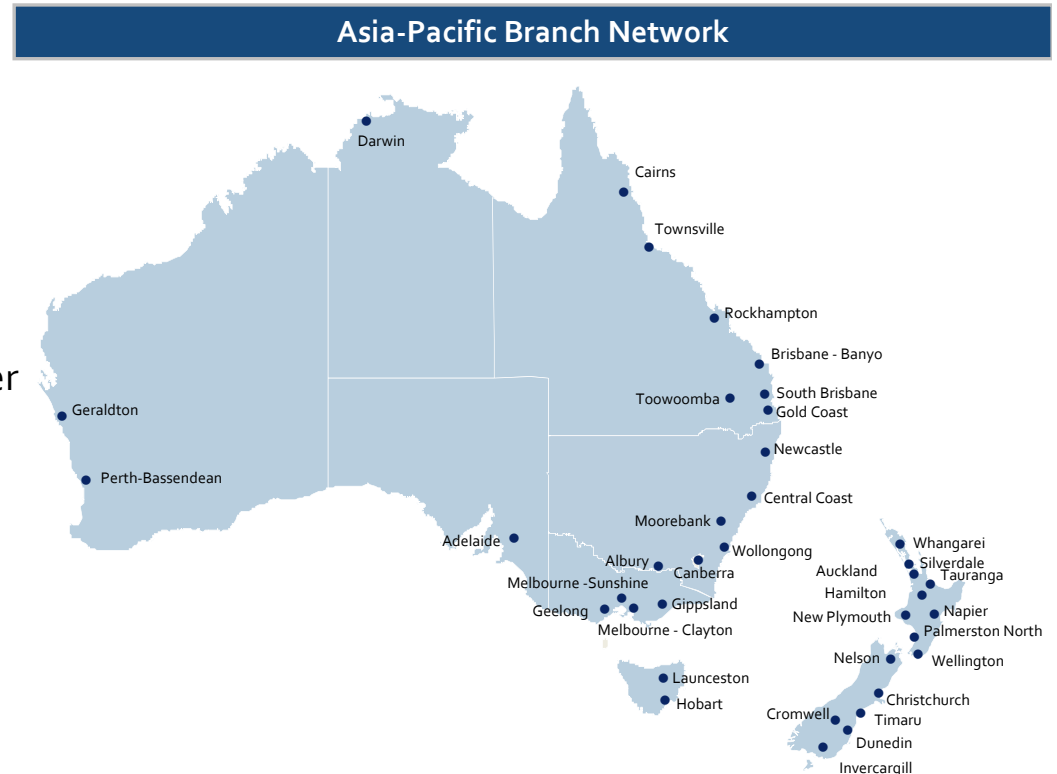 Asia-Pacific Branch Network
Darwin
Cairns
Townsville
Rockhampton
Brisbane - Banyo
er
South Brisbane
Toowoomba
Geraldton
Gold Coast
Newcastle
Perth-Bassendean
Central Coast
Moorebank
Adelaide
Wollongong
Whangarei
Albury
Silverdale
Canberra
Auckland
Tauranga
Melbourne -Sunshine
Hamilton
Geelong
Gippsland
New Plymouth
Napier
Melbourne - Clayton
Palmerston North
Nelson
Wellington
Launceston
Christchurch
Hobart
Cromwell
Timaru
Dunedin
Invercargill